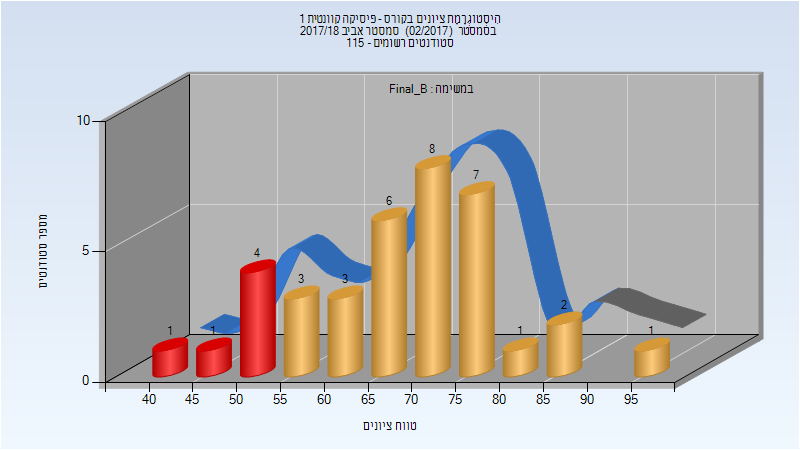 היסטוגרמת ציונים בקורס - פיסיקה קוונטית 1
בסמסטר (02/2017) סמסטר אביב 2017/18
סטודנטים רשומים - 115
במשימה : Final_B
מספר סטודנטים
10
5
0
1
1
4
3
3
6
8
7
1
2
1
40 45 50 55 60 65 70 75 80 85 90 95
טווח ציונים